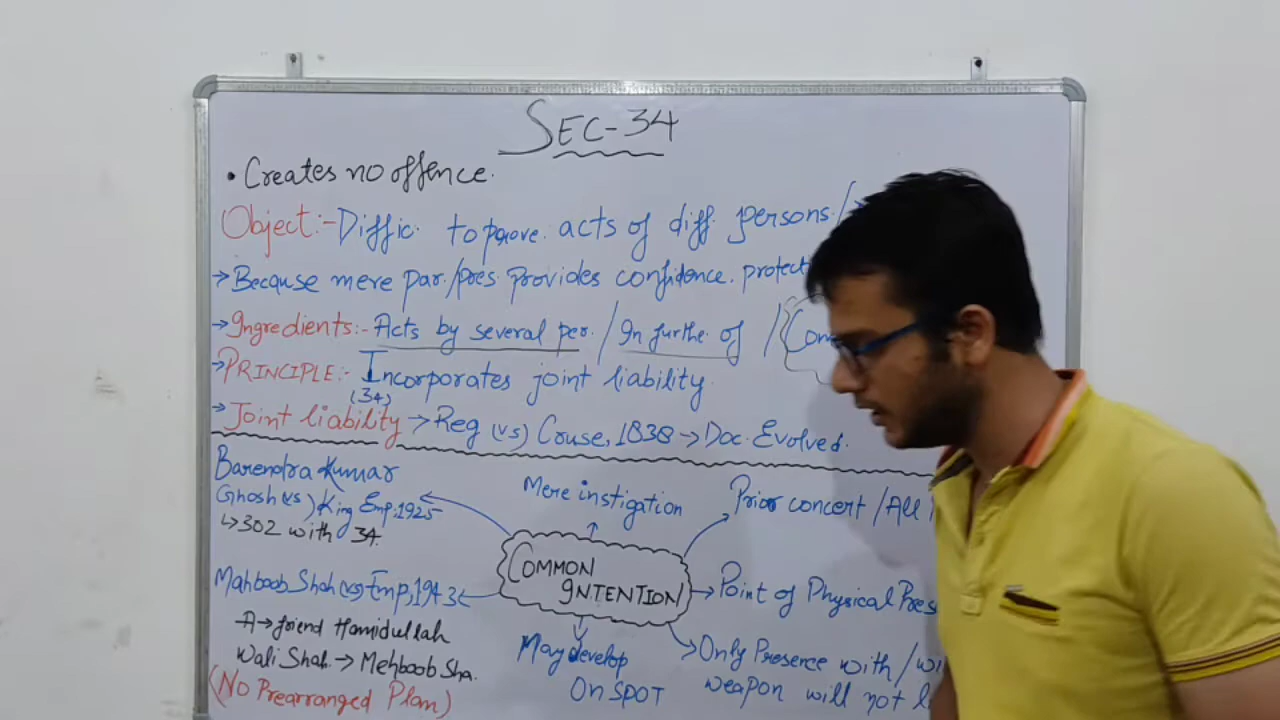 SEC-34
• Creates no offence.
Object:- Diffic. to prove. acts of diff. persons./
→ Because mere par./pres. provides confidence. protect
→ Ingredients:- Acts by several per. / In furthe. of / Com
→ PRINCIPLE:- Incorporates joint liability.
(34)
→ Joint liability → Reg (vs) Cruse, 1838 → Doc. Evolved.
Barendra Kumar
Ghosh (vs) King Emp. 1925
↳ 302 with 34.
Mere instigation
Prior concert / All
COMMON
INTENTION
Mahboob Shah (vs) Emp, 1943
→ Point of Physical Pres
A → friend Hamidullah
Wali Shah. → Mehboob Sha.
(No Prearranged Plan)
May develop
On SPOT
Only Presence with /
weapon will not